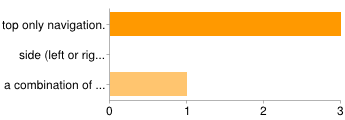 top only navigation.
side (left or rig...
a combination of ...
0 1 2 3